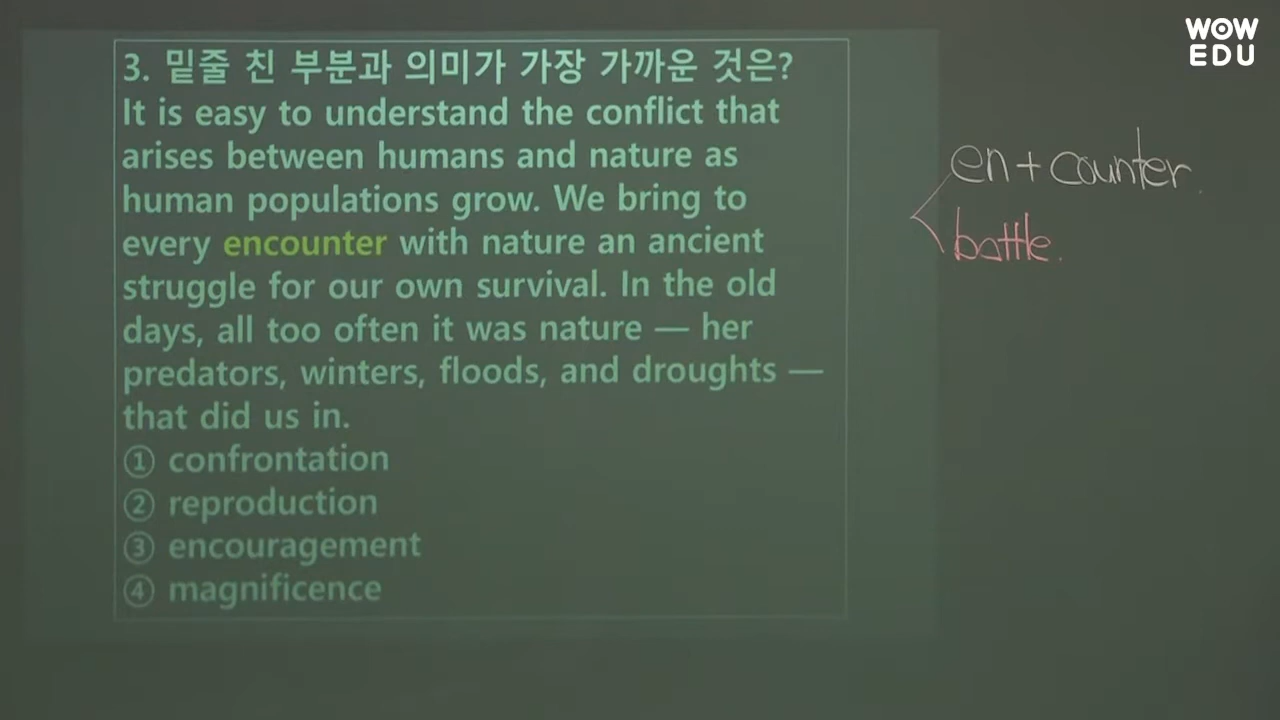 WOW
EDU
3. 밑줄 친 부분과 의미가 가장 가까운 것은?
It is easy to understand the conflict that
arises between humans and nature as
human populations grow. We bring to
every encounter with nature an ancient
struggle for our own survival. In the old
days, all too often it was nature — her
predators, winters, floods, and droughts —
that did us in.
① confrontation
② reproduction
③ encouragement
④ magnificence
en + counter.
battle.